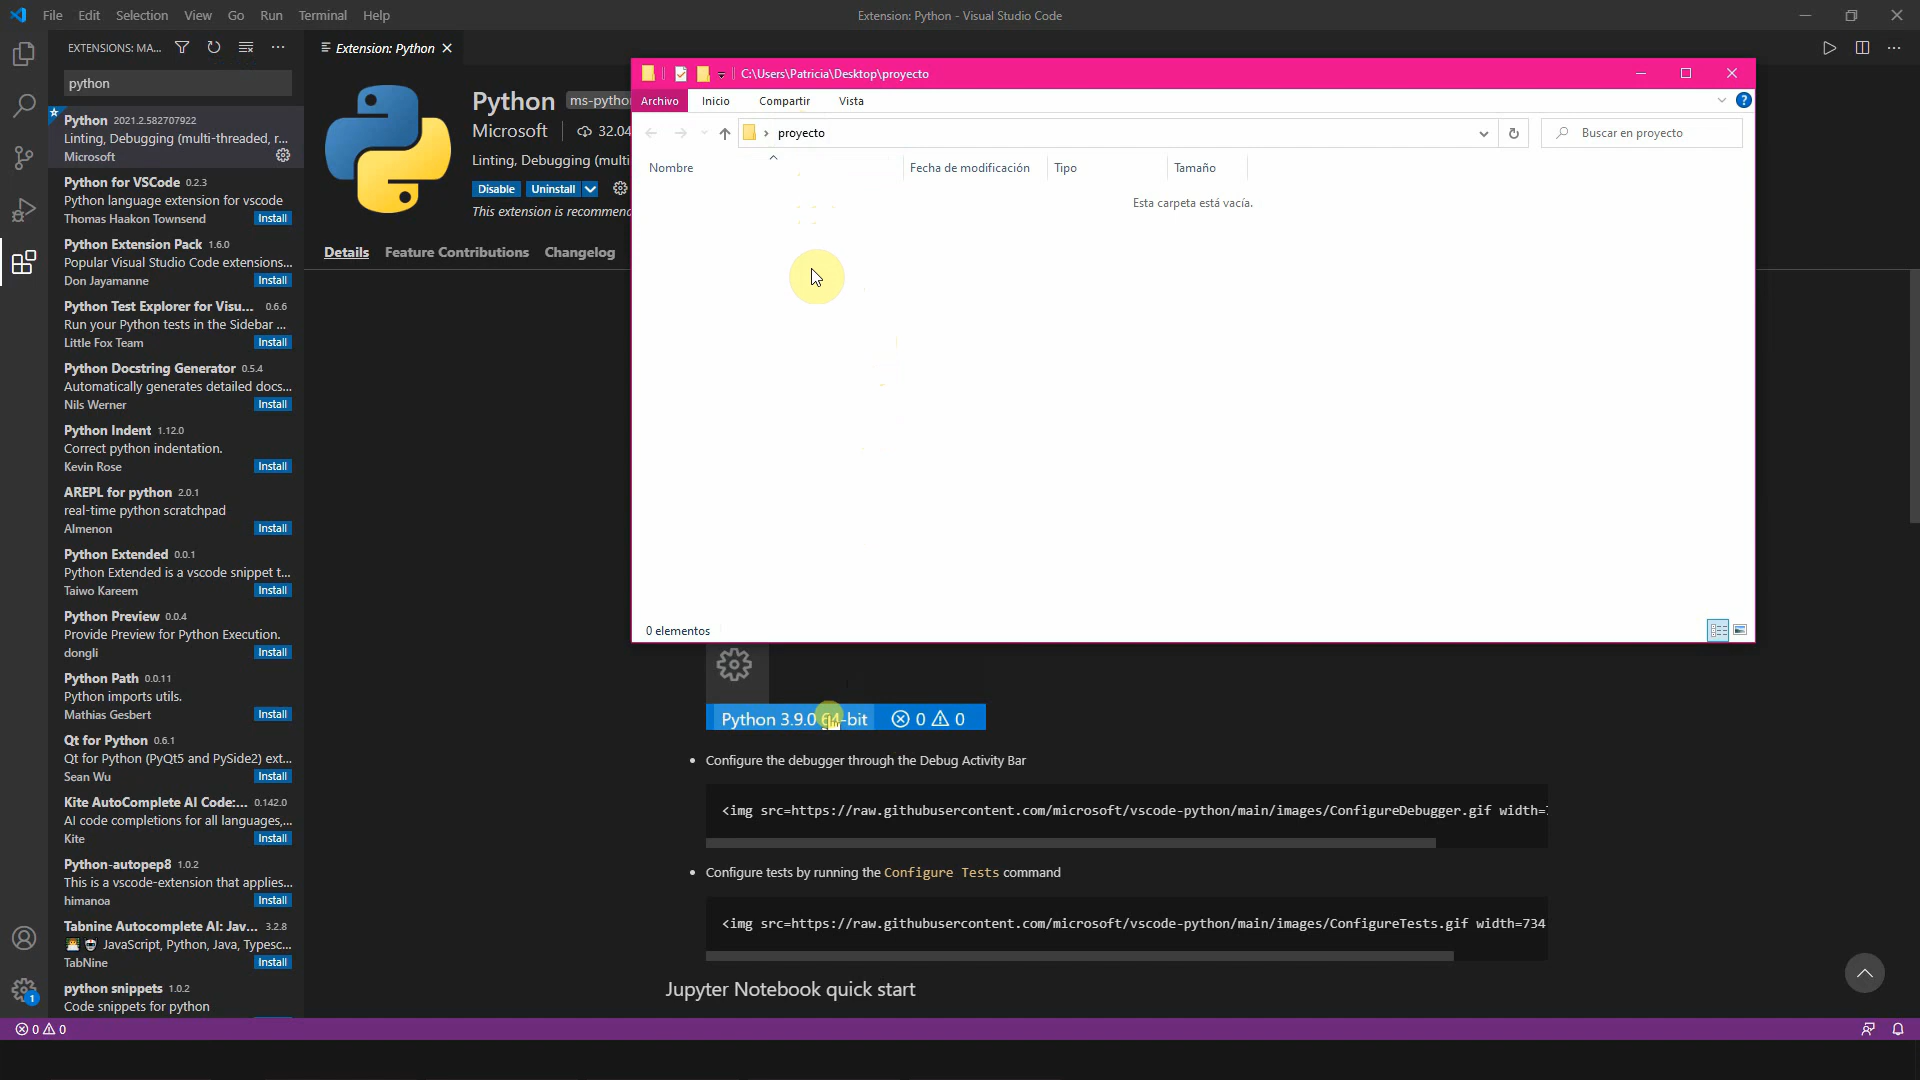 File Edit Selection View Go Run Terminal Help
Extension: Python - Visual Studio Code
EXTENSIONS: MA...
Extension: Python
python
Python 2021.2.582707922
Linting, Debugging (multi-threaded, r...
Microsoft
Python for VSCode 0.2.3
Python language extension for vscode
Thomas Haakon Townsend Install
Python Extension Pack 1.6.0
Popular Visual Studio Code extensions...
Don Jayamanne Install
Python Test Explorer for Visu... 0.6.6
Run your Python tests in the Sidebar ...
Little Fox Team Install
Python Docstring Generator 0.5.4
Automatically generates detailed docs...
Nils Werner Install
Python Indent 1.12.0
Correct python indentation.
Kevin Rose Install
AREPL for python 2.0.1
real-time python scratchpad
Almenon Install
Python Extended 0.0.1
Python Extended is a vscode snippet t...
Taiwo Kareem Install
Python Preview 0.0.4
Provide Preview for Python Execution.
dongli Install
Python Path 0.0.11
Python imports utils.
Mathias Gesbert Install
Qt for Python 0.6.1
Qt for Python (PyQt5 and PySide2) ext...
Sean Wu Install
Kite AutoComplete AI Code:... 0.142.0
AI code completions for all languages,...
Kite Install
Python-autopep8 1.0.2
This is a vscode-extension that applies...
himanoa Install
Tabnine Autocomplete AI: Jav... 3.2.8
JavaScript, Python, Java, Typesc...
TabNine Install
python snippets 1.0.2
Code snippets for python
1
0 0
Python ms-pytho
Microsoft 32.04
Linting, Debugging (multi
Disable Uninstall
This extension is recommen
Details Feature Contributions Changelog
C:\Users\Patricia\Desktop\proyecto
Archivo Inicio Compartir Vista
proyecto
Buscar en proyecto
Nombre Fecha de modificación Tipo Tamaño
Esta carpeta está vacía.
0 elementos
Python 3.9.0 64-bit 0 0
• Configure the debugger through the Debug Activity Bar
<img src=https://raw.githubusercontent.com/microsoft/vscode-python/main/images/ConfigureDebugger.gif width=
• Configure tests by running the Configure Tests command
<img src=https://raw.githubusercontent.com/microsoft/vscode-python/main/images/ConfigureTests.gif width=734
Jupyter Notebook quick start